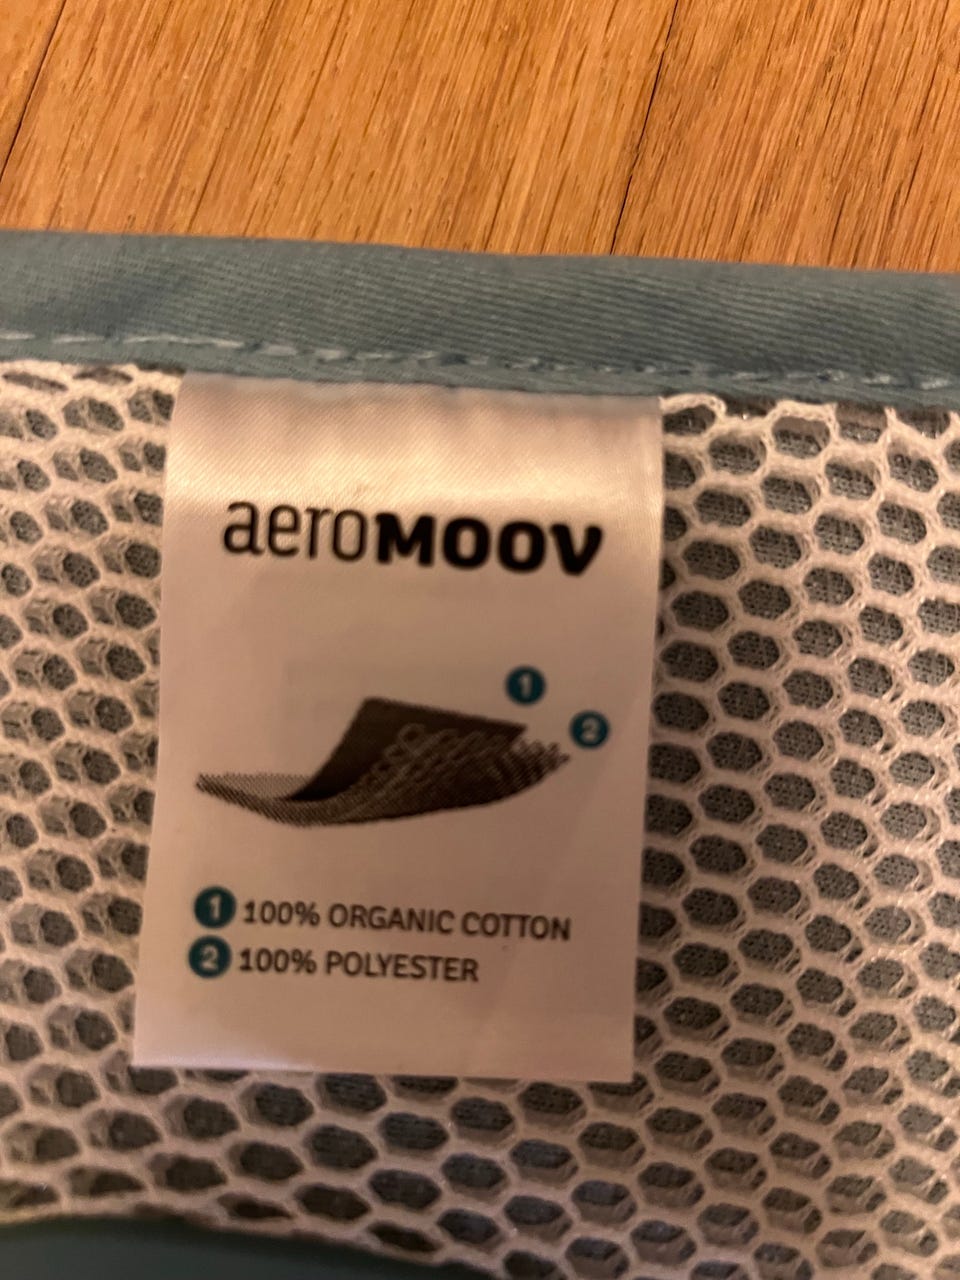 aeroMOOV
1
2
1 100% ORGANIC COTTON
2 100% POLYESTER